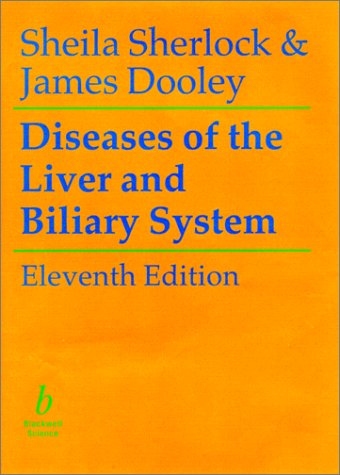 Sheila Sherlock &
James Dooley
Diseases of the
Liver and
Biliary System
Eleventh Edition
b
Blackwell
Science